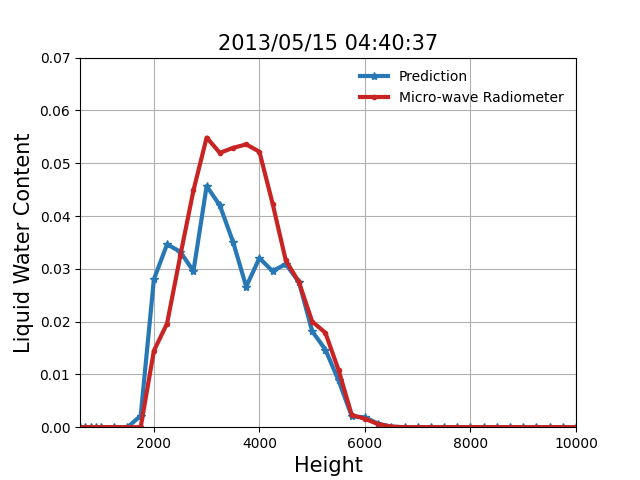 2013/05/15 04:40:37
0.07
0.06
0.05
0.04
0.03
0.02
0.01
0.00
Liquid Water Content
Prediction
Micro-wave Radiometer
2000 4000 6000 8000 10000
Height